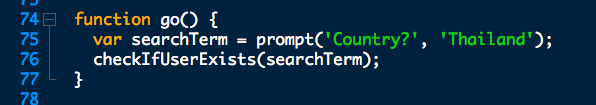 74 function go() {
75 var searchTerm = prompt('Country?', 'Thailand');
76 checkIfUserExists(searchTerm);
77 }
78